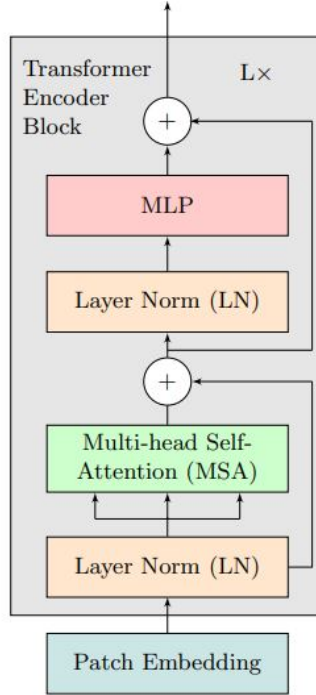 Transformer
Encoder
Block
L×
+
MLP
Layer Norm (LN)
+
Multi-head Self-
Attention (MSA)
Layer Norm (LN)
Patch Embedding